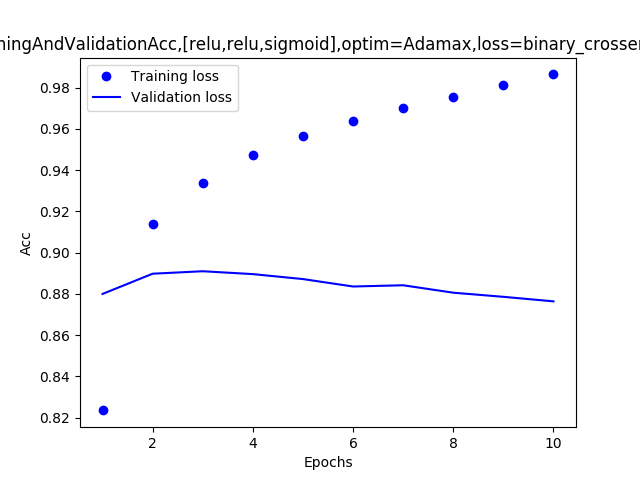 ningAndValidationAcc,[relu,relu,sigmoid],optim=Adamax,loss=binary_crosser
Training loss
Validation loss
0.98
0.96
0.94
0.92
0.90
0.88
0.86
0.84
0.82
Acc
2
4
6
8
10
Epochs